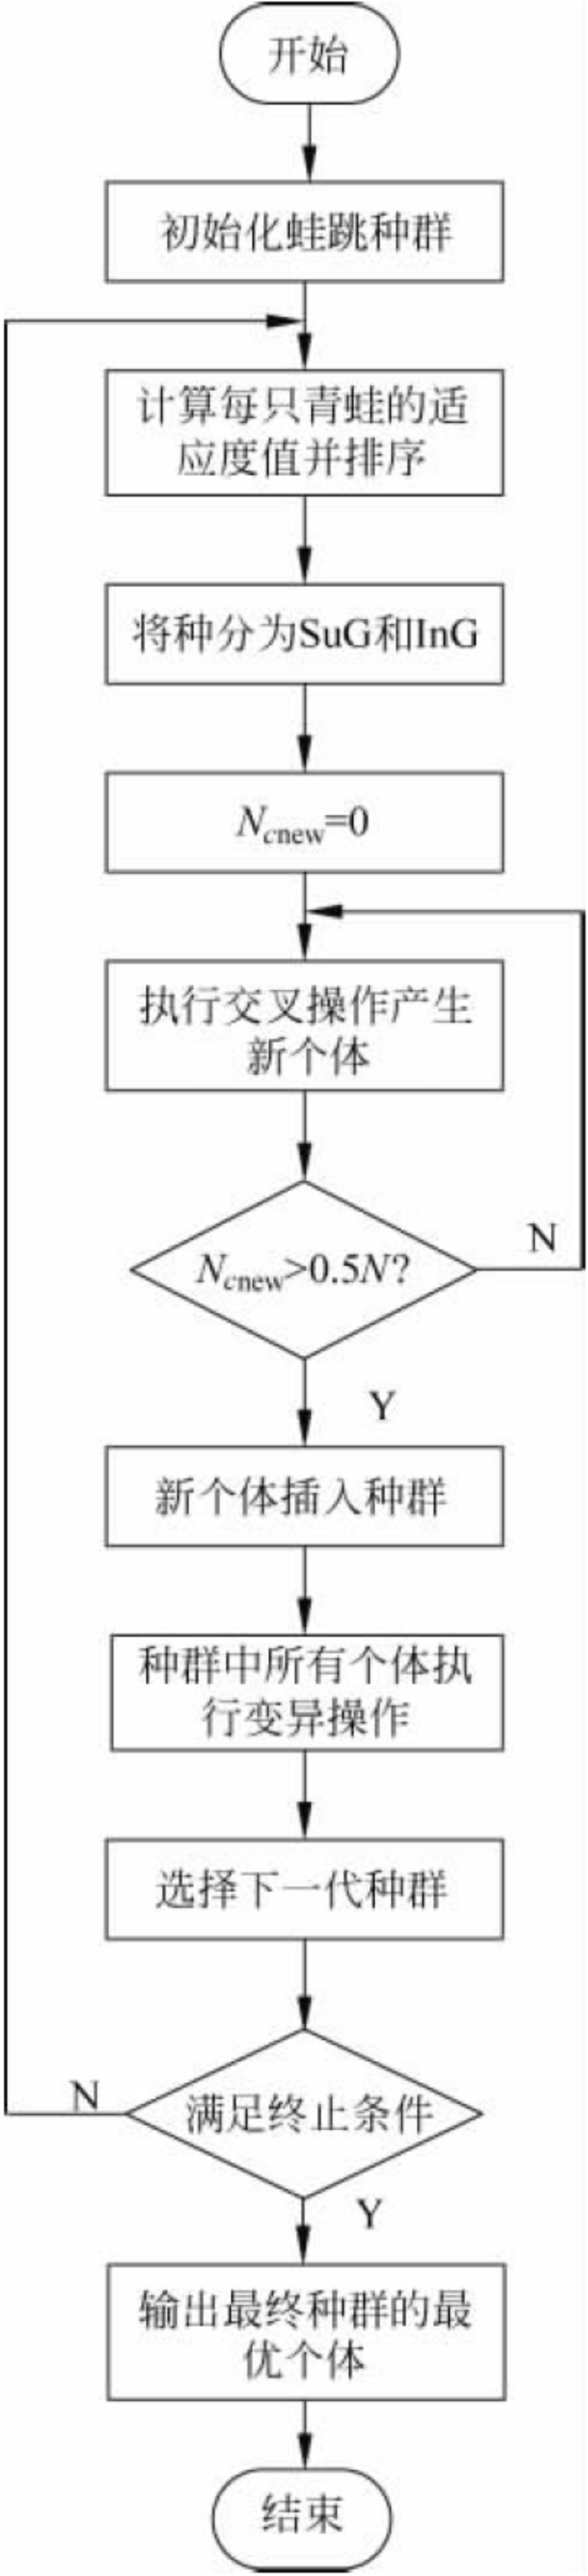 开始
初始化蛙跳种群
计算每只青蛙的适
应度值并排序
将种分为SuG和InG
Ncnew=0
执行交叉操作产生
新个体
Ncnew>0.5N?
N
Y
新个体插入种群
种群中所有个体执
行变异操作
选择下一代种群
满足终止条件
N
Y
输出最终种群的最
优个体
结束